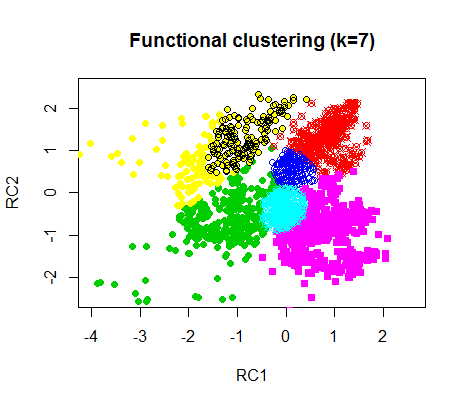 Functional clustering (k=7)
2
1
0
-1
-2
RC2
-4 -3 -2 -1 0 1 2
RC1